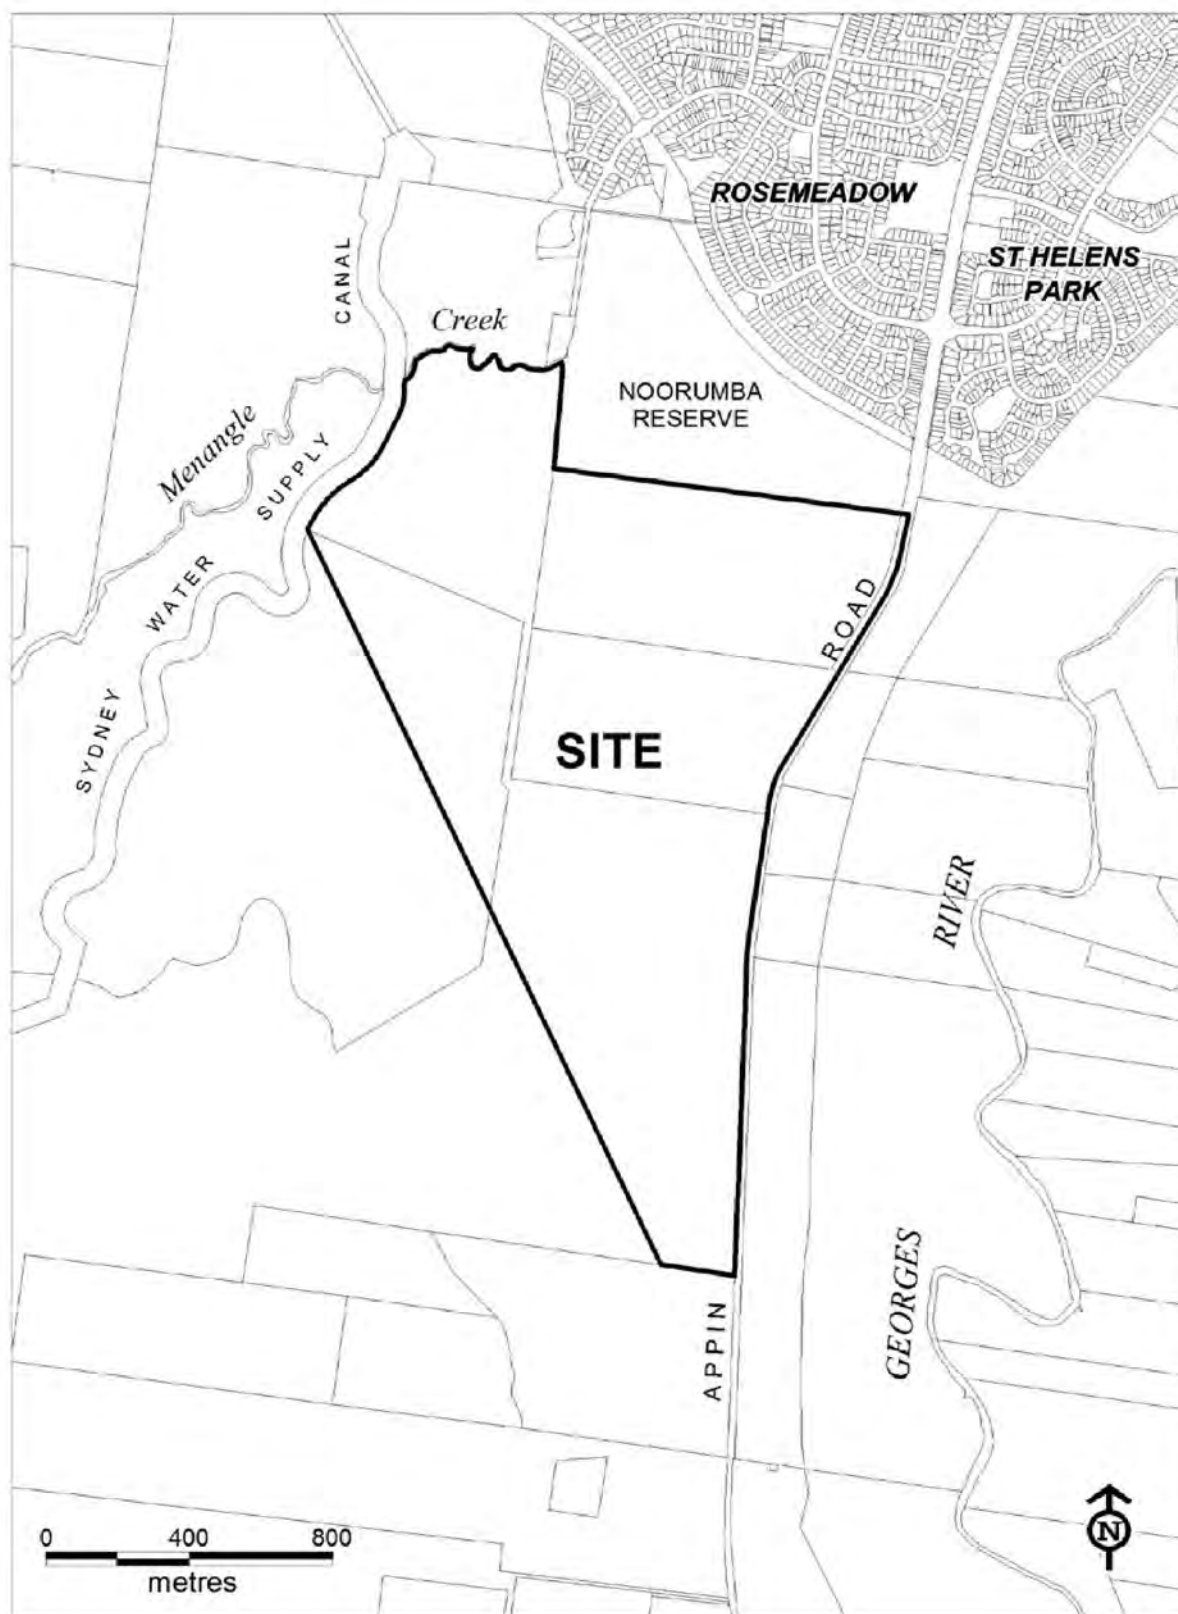 ROSEMEADOW
ST HELENS
PARK
CANAL
Creek
NOORUMBA
RESERVE
Menangle
SUPPLY
WATER
ROAD
SYDNEY
SITE
RIVER
GEORGES
APPIN
N
0 400 800
metres